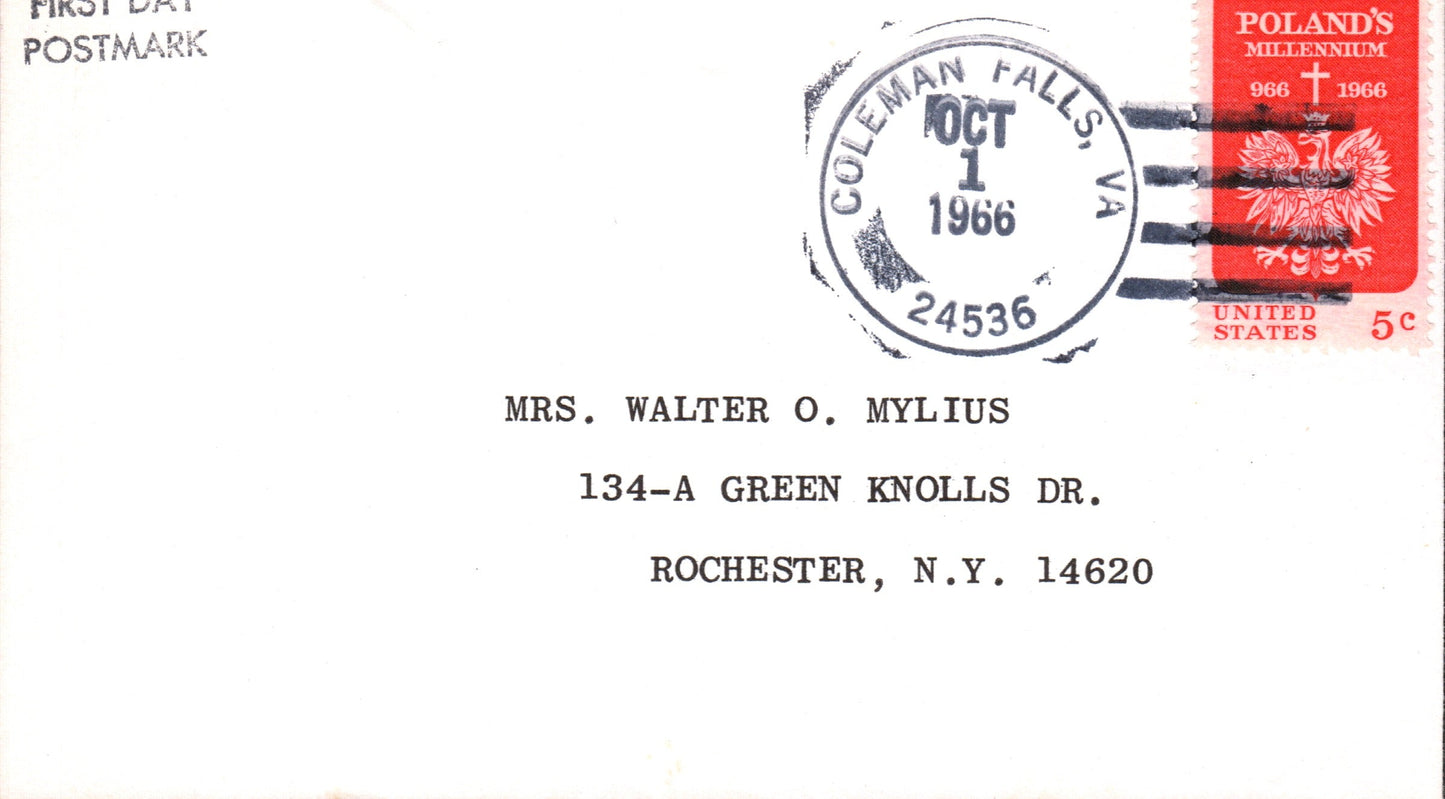 FIRST DAY
POSTMARK
COLEMAN FALLS, VA
OCT
1
1966
24536
POLAND'S
MILLENNIUM
966 1966
UNITED
STATES 5c
MRS. WALTER O. MYLIUS
134-A GREEN KNOLLS DR.
ROCHESTER, N.Y. 14620